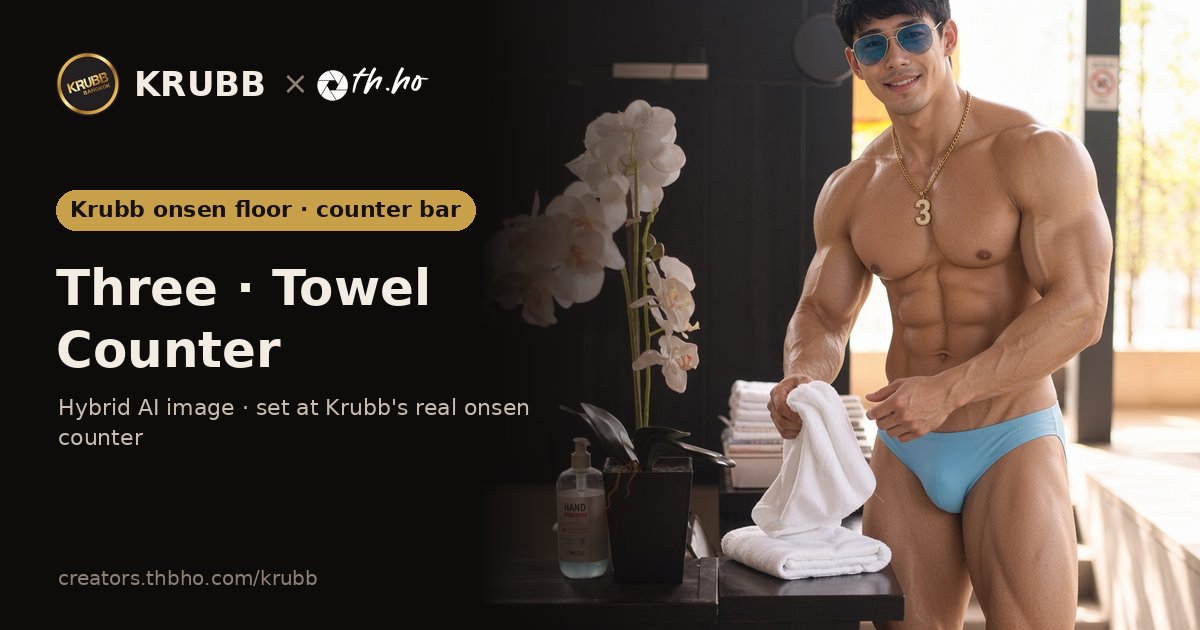 KRUBB
BANGKOK
KRUBB × th.ho
Krubb onsen floor · counter bar
Three · Towel
Counter
Hybrid AI image · set at Krubb's real onsen
counter
creators.thbho.com/krubb
3
HAND